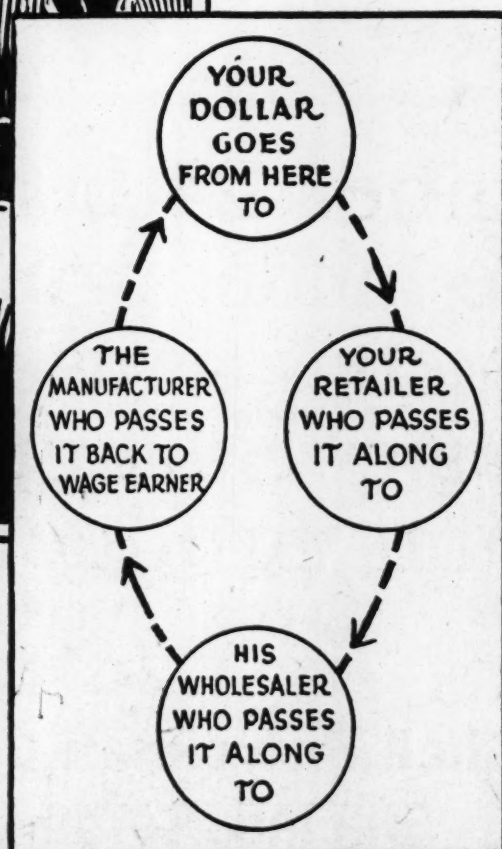 YOUR
DOLLAR
GOES
FROM HERE
TO
YOUR
RETAILER
WHO PASSES
IT ALONG
TO
HIS
WHOLESALER
WHO PASSES
IT ALONG
TO
THE
MANUFACTURER
WHO PASSES
IT BACK TO
WAGE EARNER